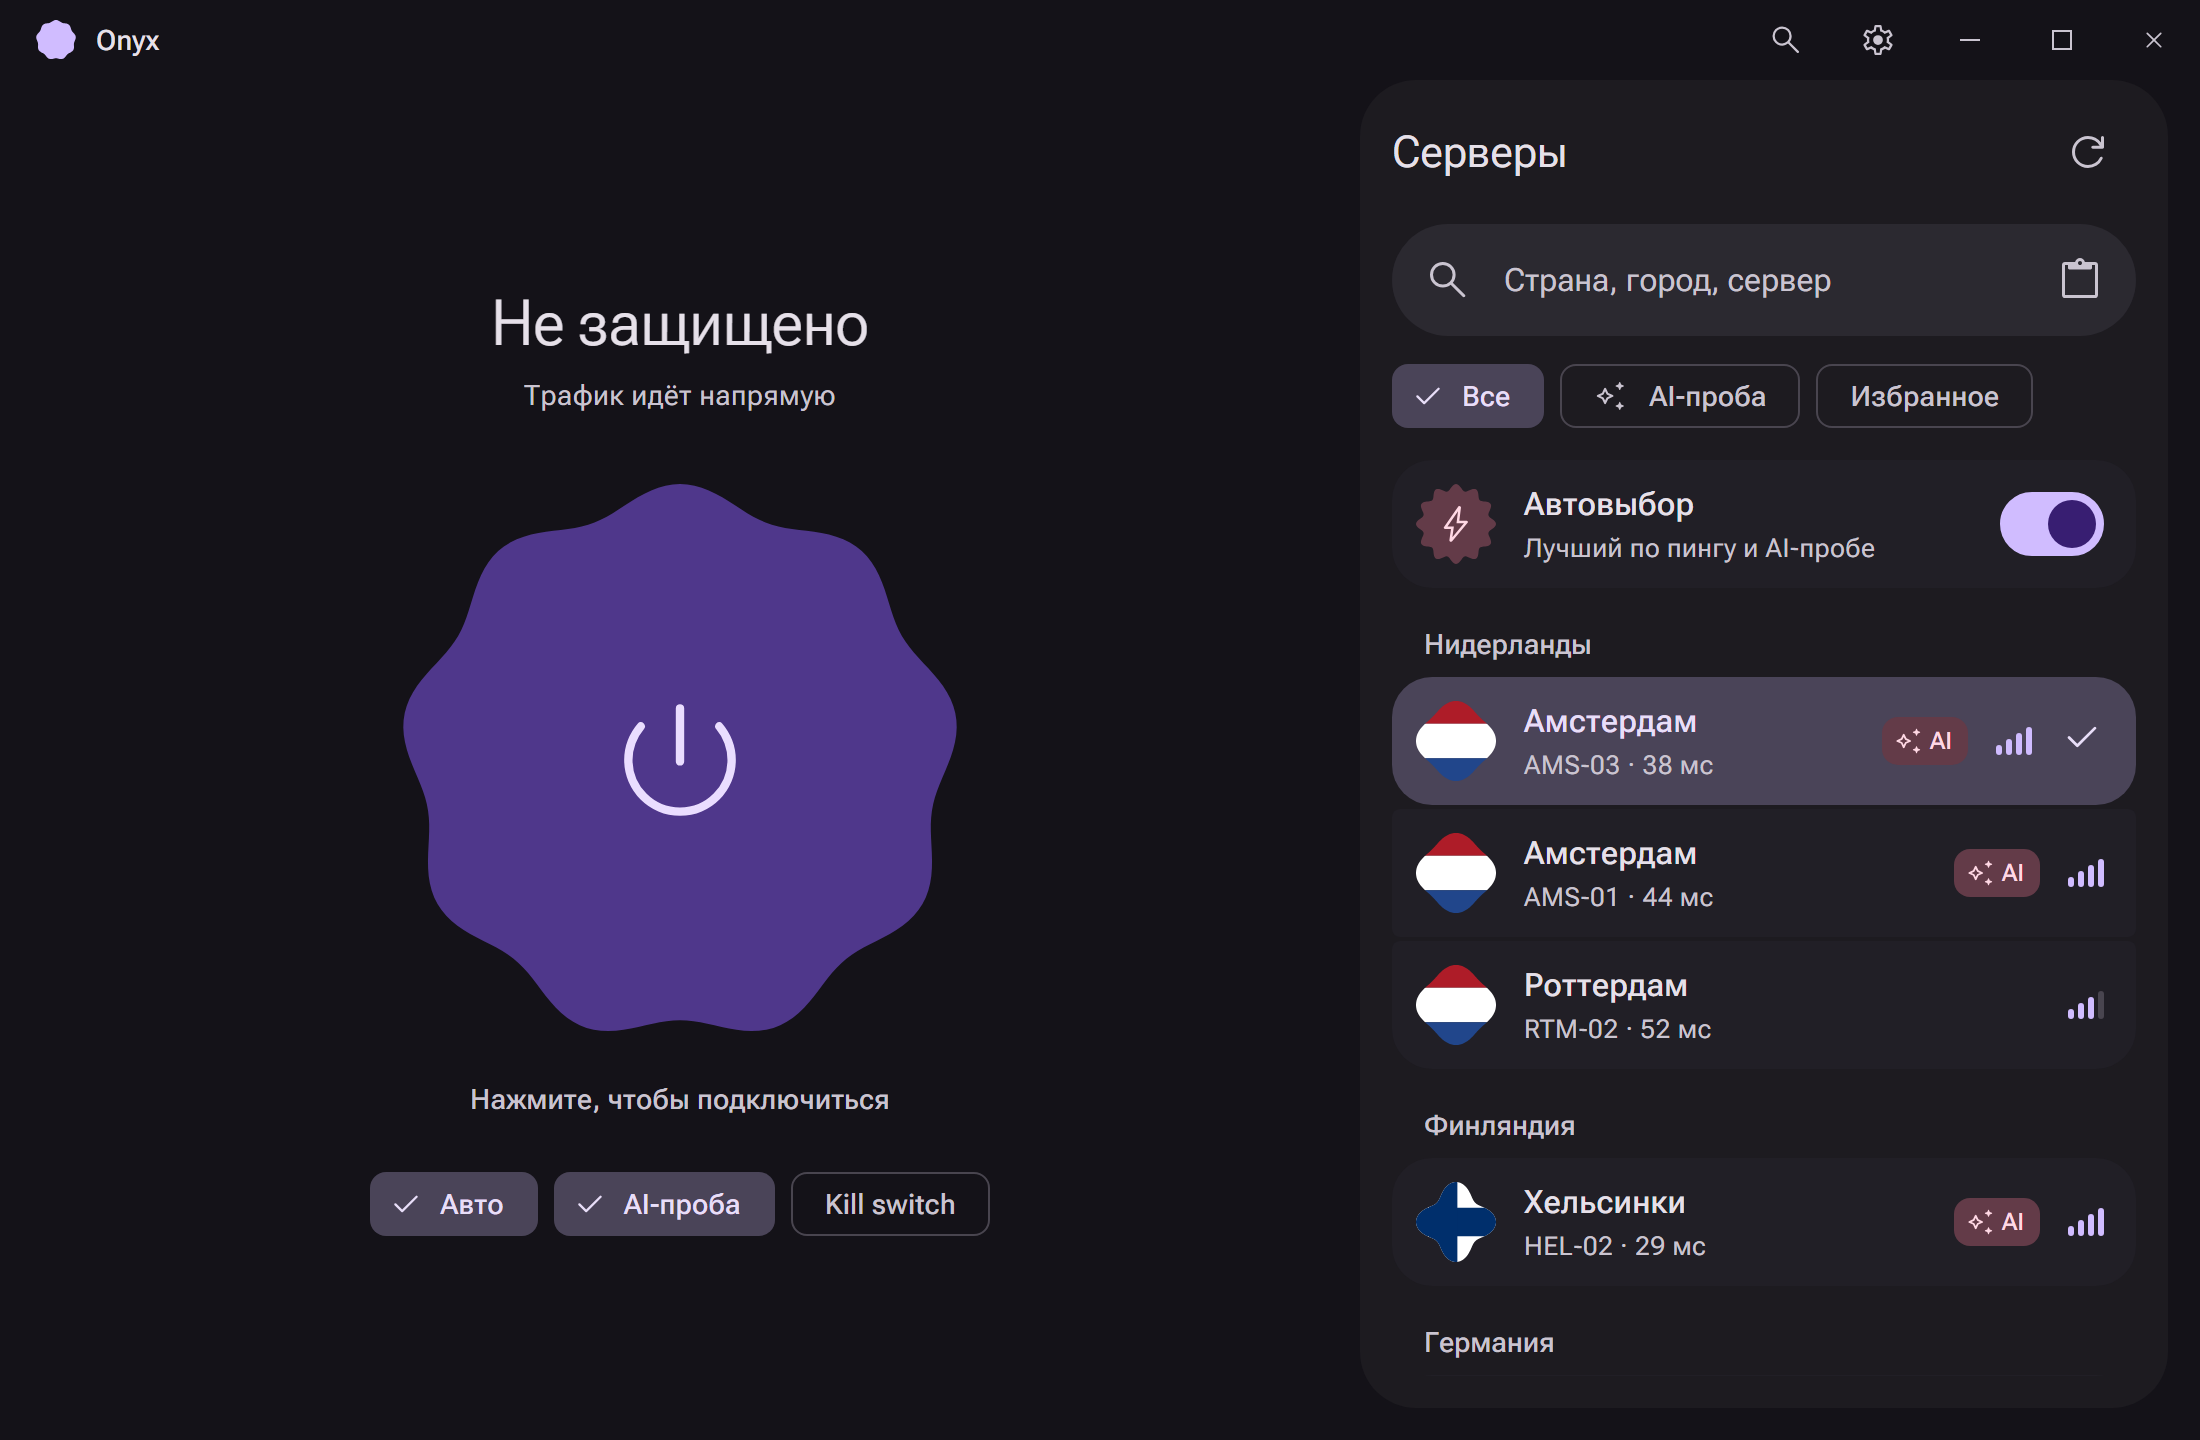 Onyx
Не защищено
Трафик идёт напрямую
Нажмите, чтобы подключиться
Авто
AI-проба
Kill switch
Серверы
Страна, город, сервер
Все
AI-проба
Избранное
Автовыбор
Лучший по пингу и AI-пробе
Нидерланды
Амстердам
AMS-03 · 38 мс
AI
Амстердам
AMS-01 · 44 мс
AI
Роттердам
RTM-02 · 52 мс
Финляндия
Хельсинки
HEL-02 · 29 мс
AI
Германия